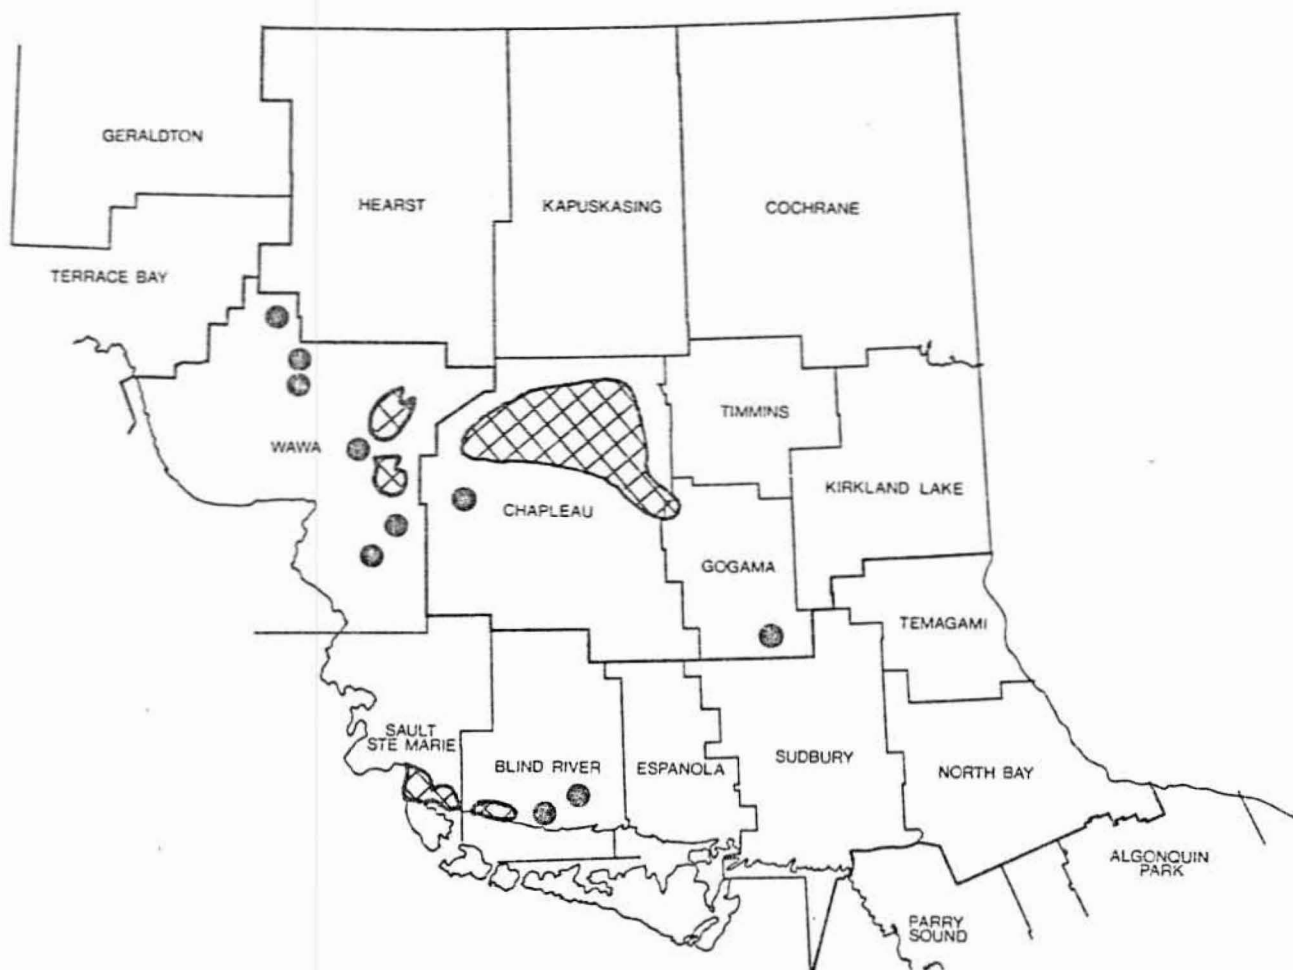 GERALDTON
HEARST
KAPUSKASING
COCHRANE
TERRACE BAY
TIMMINS
WAWA
KIRKLAND LAKE
CHAPLEAU
GOGAMA
TEMAGAMI
SAULT
STE MARIE
BLIND RIVER
ESPANOLA
SUDBURY
NORTH BAY
ALGONQUIN
PARK
PARRY
SOUND